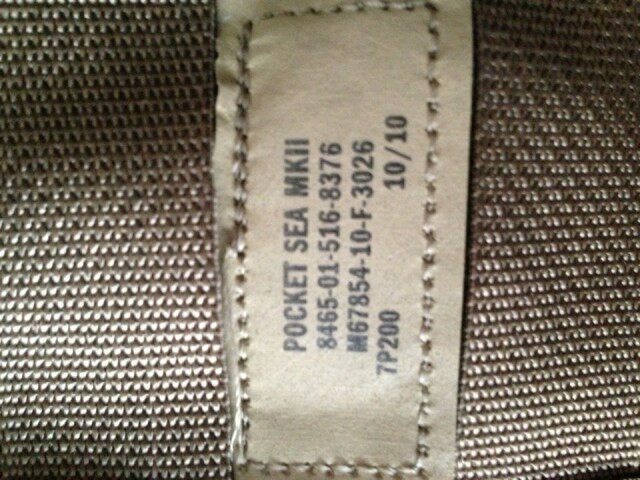 POCKET SEA MKII
8465-01-516-8376
M67854-10-F-3026
7P200 10/10